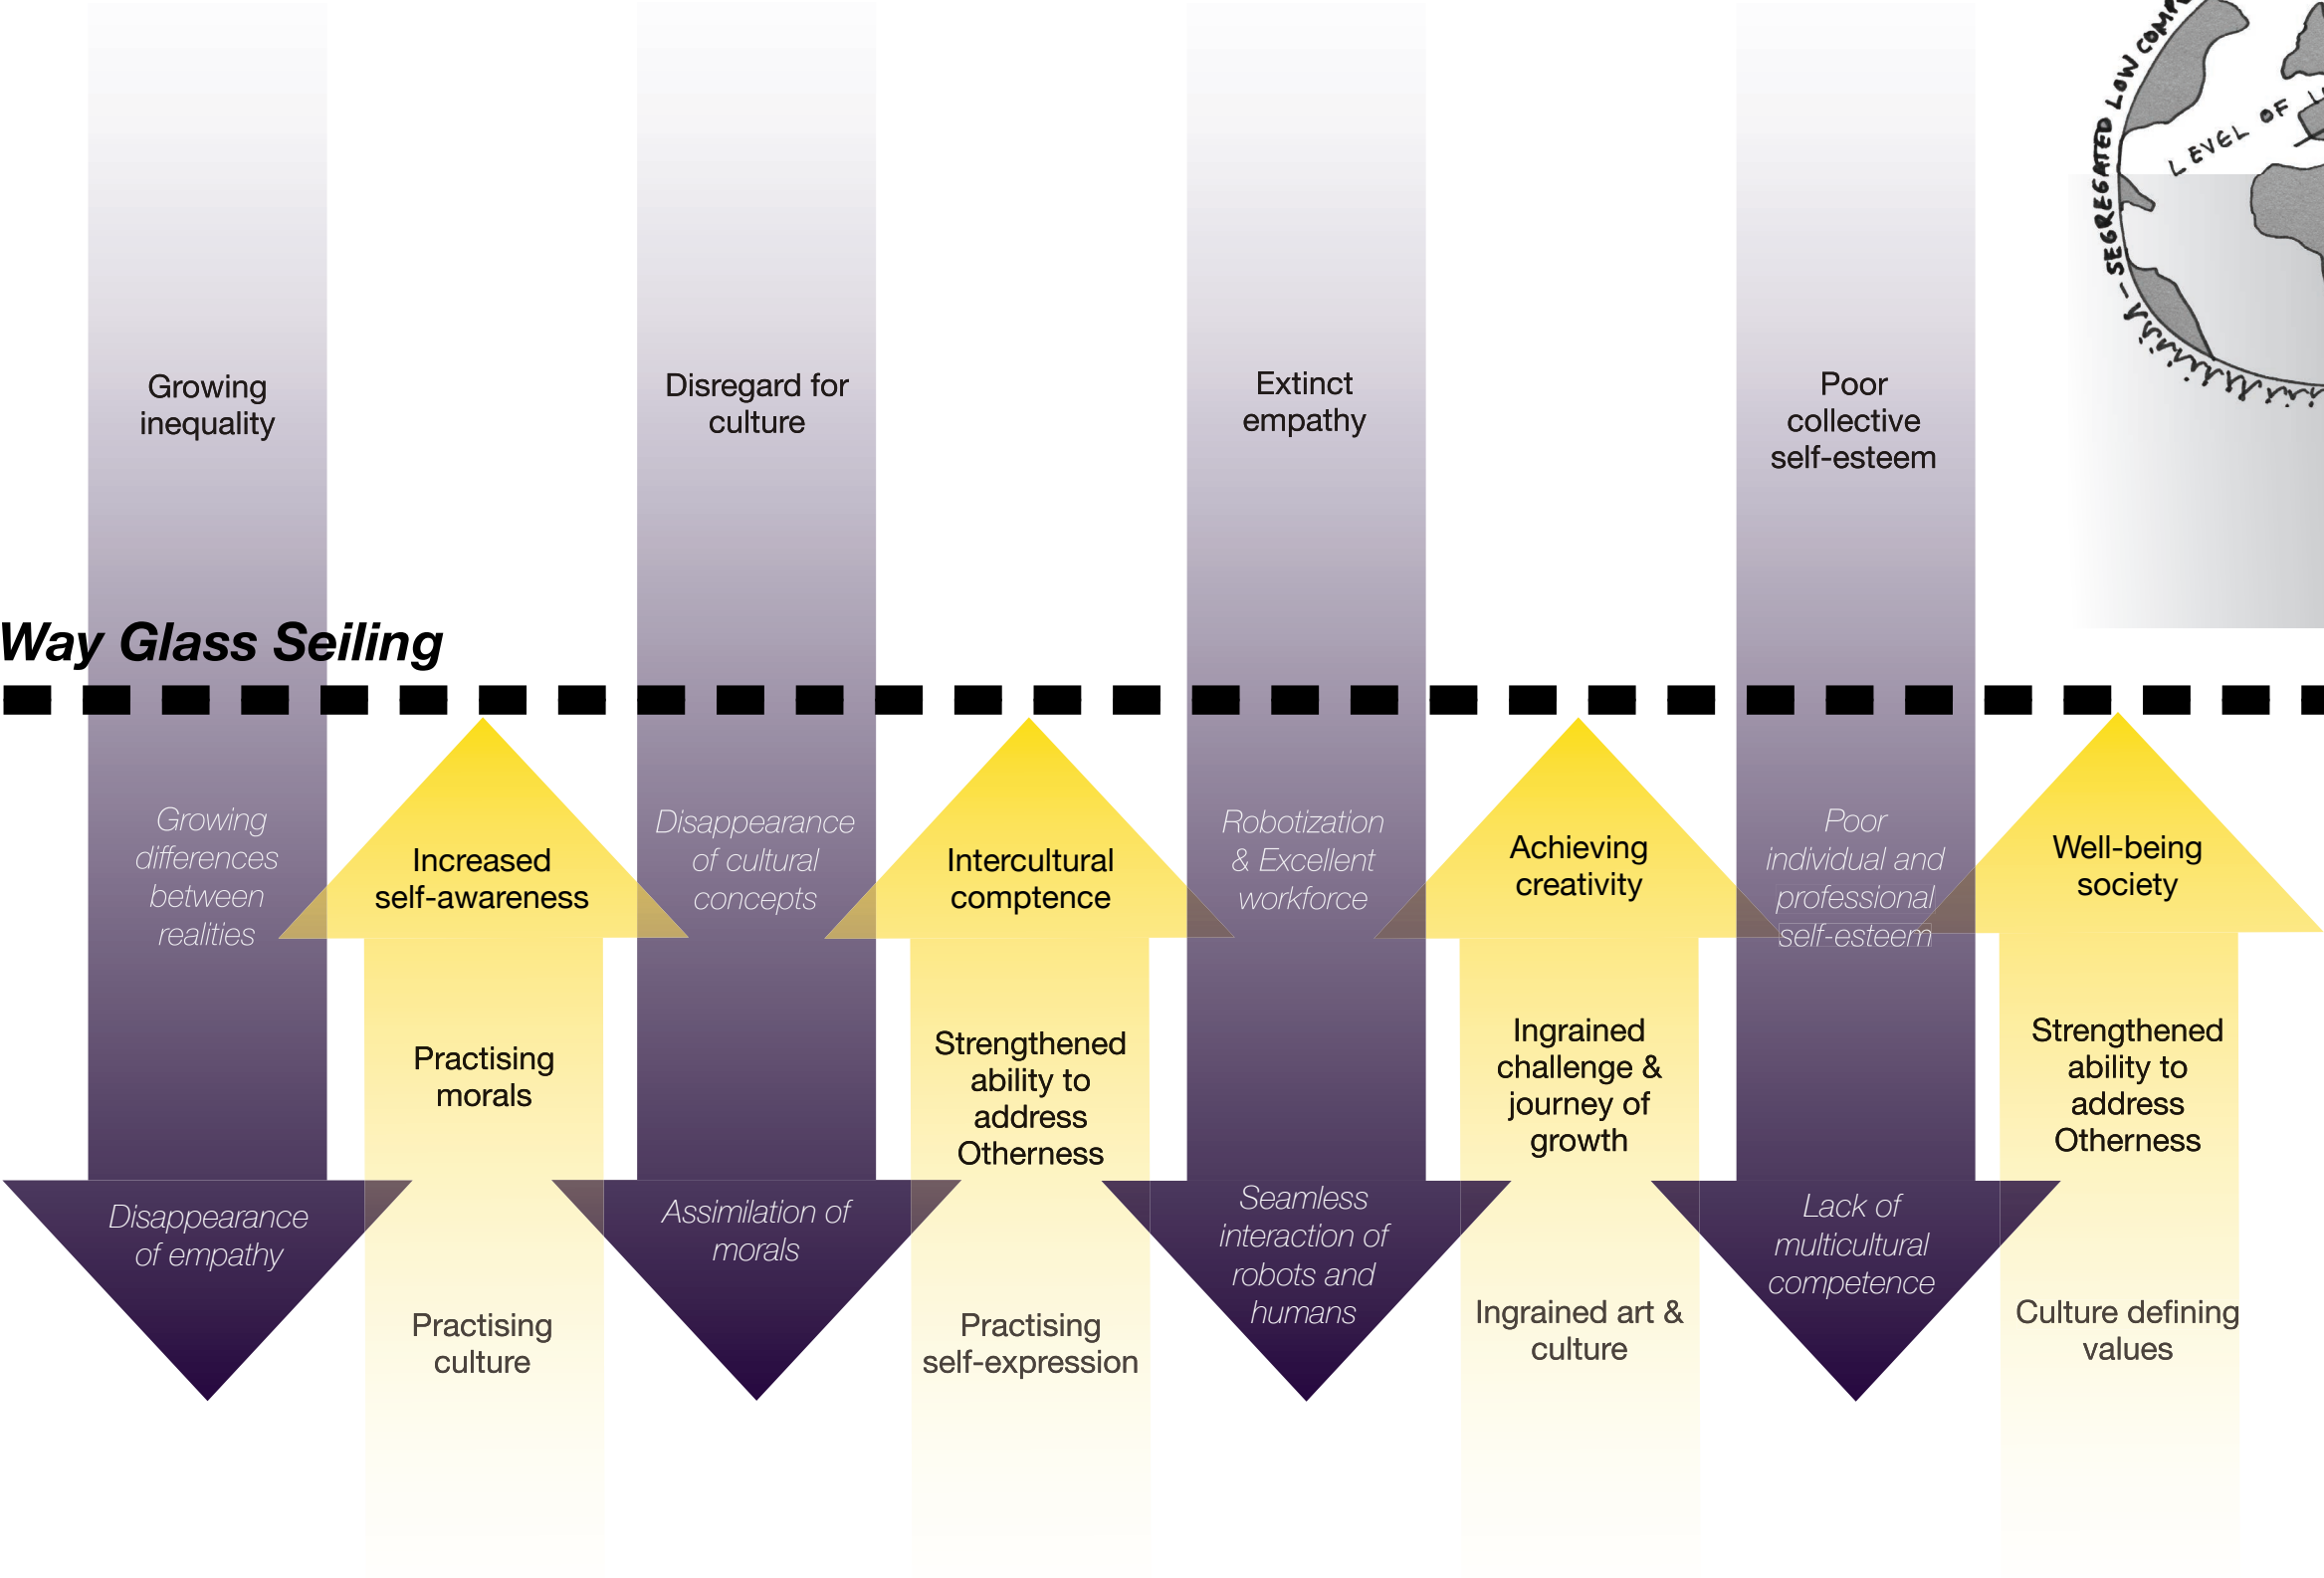 SEGREGATED LOW
LEVEL OF
Growing
inequality
Disregard for
culture
Extinct
empathy
Poor
collective
self-esteem
Way Glass Seiling
Growing
differences
between
realities
Increased
self-awareness
Disappearance
of cultural
concepts
Intercultural
comptence
Robotization
& Excellent
workforce
Achieving
creativity
Poor
individual and
professional
self-esteem
Well-being
society
Practising
morals
Strengthened
ability to
address
Otherness
Ingrained
challenge &
journey of
growth
Strengthened
ability to
address
Otherness
Disappearance
of empathy
Assimilation of
morals
Seamless
interaction of
robots and
humans
Lack of
multicultural
competence
Practising
culture
Practising
self-expression
Ingrained art &
culture
Culture defining
values